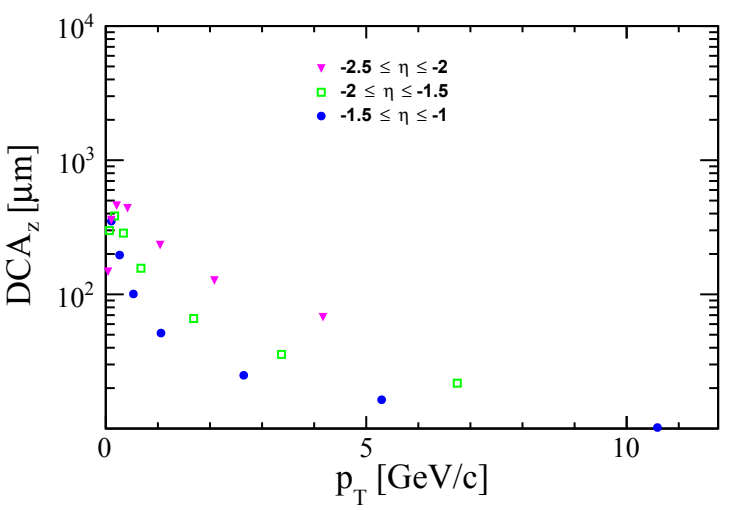 10⁴
-2.5 ≤ η ≤ -2
-2 ≤ η ≤ -1.5
-1.5 ≤ η ≤ -1
10³
10²
DCA_z [μm]
0 5 10
p_T [GeV/c]